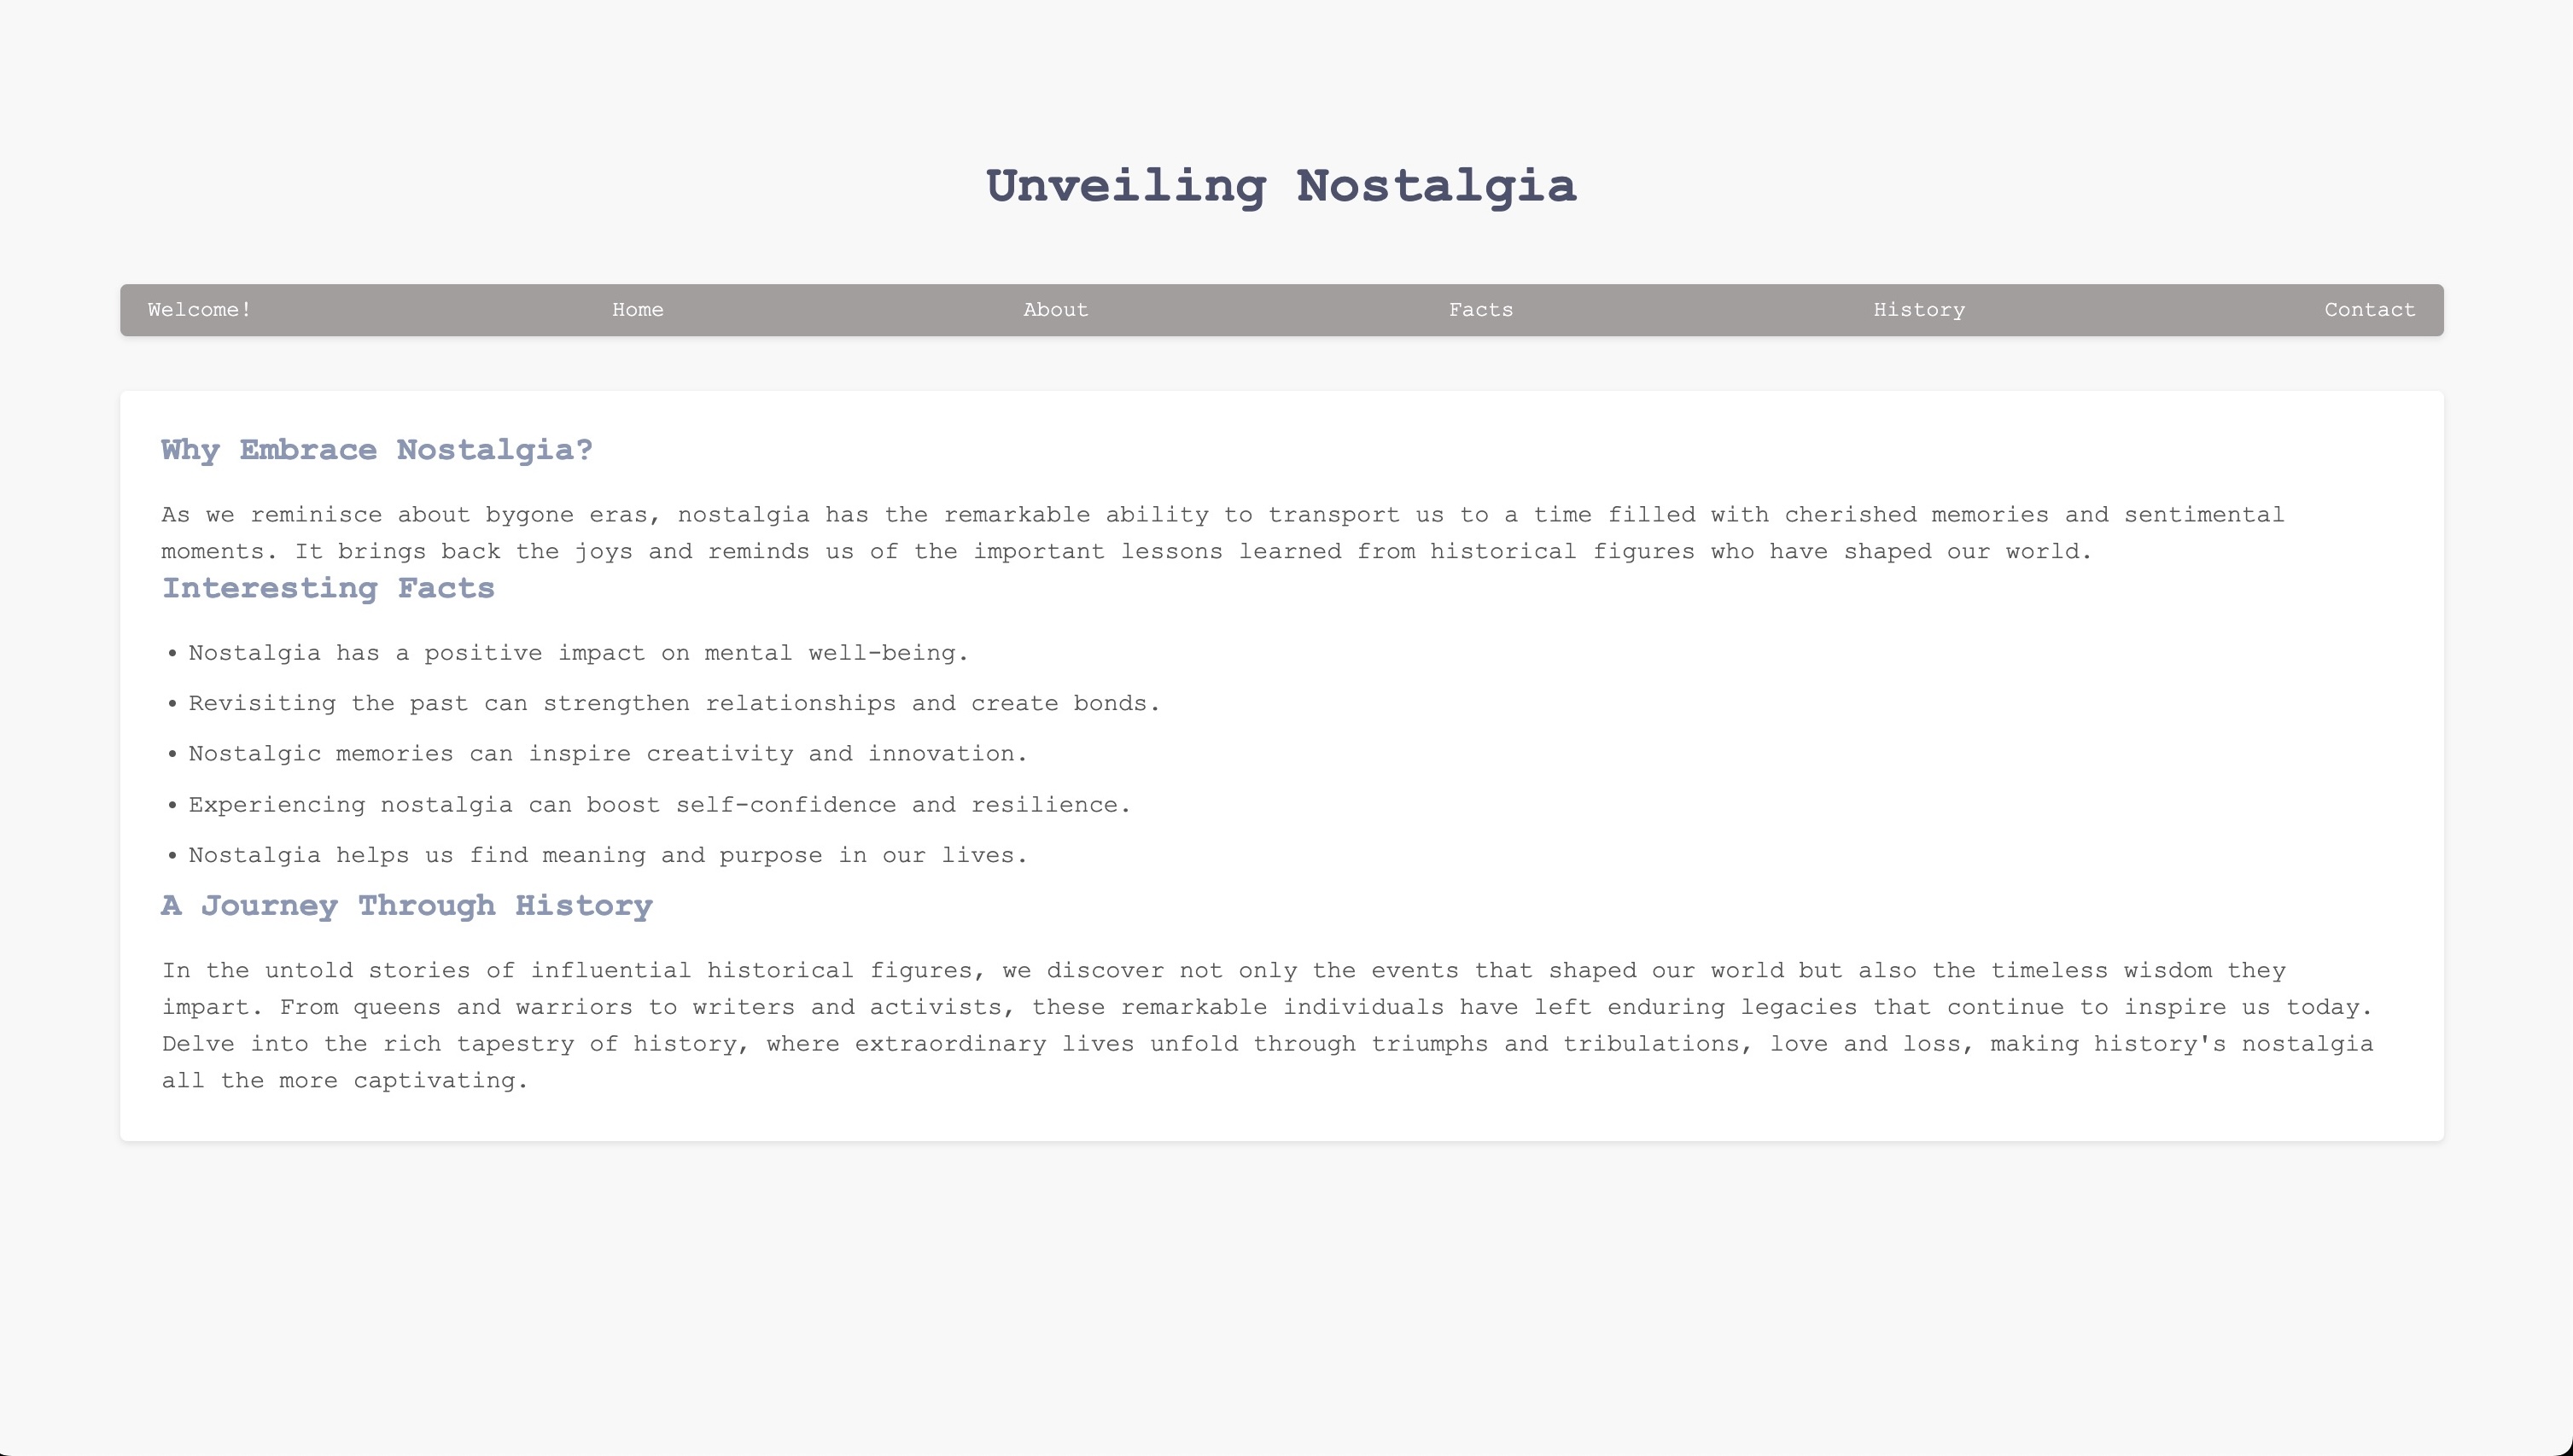 Unveiling Nostalgia
Welcome! Home About Facts History Contact
Why Embrace Nostalgia?
As we reminisce about bygone eras, nostalgia has the remarkable ability to transport us to a time filled with cherished memories and sentimental
moments. It brings back the joys and reminds us of the important lessons learned from historical figures who have shaped our world.
Interesting Facts
• Nostalgia has a positive impact on mental well-being.
• Revisiting the past can strengthen relationships and create bonds.
• Nostalgic memories can inspire creativity and innovation.
• Experiencing nostalgia can boost self-confidence and resilience.
• Nostalgia helps us find meaning and purpose in our lives.
A Journey Through History
In the untold stories of influential historical figures, we discover not only the events that shaped our world but also the timeless wisdom they
impart. From queens and warriors to writers and activists, these remarkable individuals have left enduring legacies that continue to inspire us today.
Delve into the rich tapestry of history, where extraordinary lives unfold through triumphs and tribulations, love and loss, making history's nostalgia
all the more captivating.